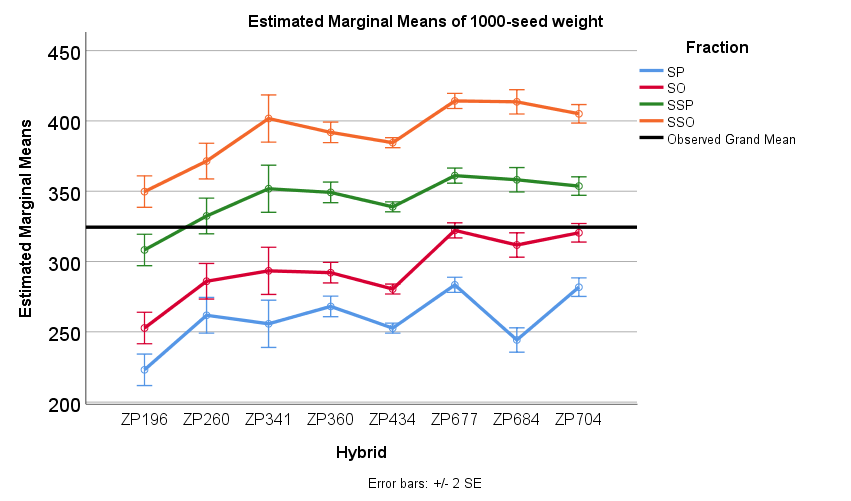 Estimated Marginal Means of 1000-seed weight
Estimated Marginal Means
450
400
350
300
250
200
ZP196 ZP260 ZP341 ZP360 ZP434 ZP677 ZP684 ZP704
Hybrid
Error bars: +/- 2 SE
Fraction
SP
SO
SSP
SSO
Observed Grand Mean